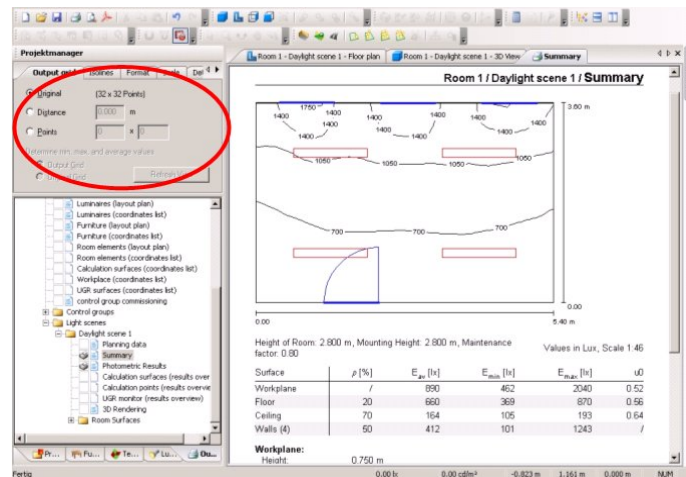 Projektmanager
Room 1 - Daylight scene 1 - Floor plan
Room 1 - Daylight scene 1 - 3D View
Summary
Output grid
Isolines
Format
Scale
Original
(32 x 32 Points)
Distance
0.000
m
Points
0
x
0
Determine min, max, and average values
Output Grid
Luminaires (layout plan)
Luminaires (coordinates list)
Furniture (layout plan)
Furniture (coordinates list)
Room elements (layout plan)
Room elements (coordinates list)
Calculation surfaces (coordinates list)
Workplace (coordinates list)
UGR surfaces (coordinates list)
control group commissioning
Control groups
Light scenes
Daylight scene 1
Planning data
Summary
Photometric Results
Calculation surfaces (results over
Calculation points (results overvie
UGR monitor (results overview)
3D Rendering
Room Surfaces
Pr...
Fu...
Te...
Lu...
Ou...
Room 1 / Daylight scene 1 / Summary
1750
1400
1400
1400
1400
1400
1400
1400
1400
1400
1050
1050
1050
1050
700
700
700
3.60 m
0.00
0.00
5.40 m
Height of Room: 2.800 m, Mounting Height: 2.800 m, Maintenance
factor: 0.80
Values in Lux, Scale 1:46
Surface ρ [%] Eav [lx] Emin [lx] Emax [lx] u0
Workplane / 890 462 2040 0.52
Floor 20 660 369 870 0.56
Ceiling 70 164 105 193 0.64
Walls (4) 50 412 101 1243 /
Workplane:
Height: 0.750 m
Fertig
0.00 lx
0.00 cd/m²
-0.823 m
1.161 m
0.000 m
NUM